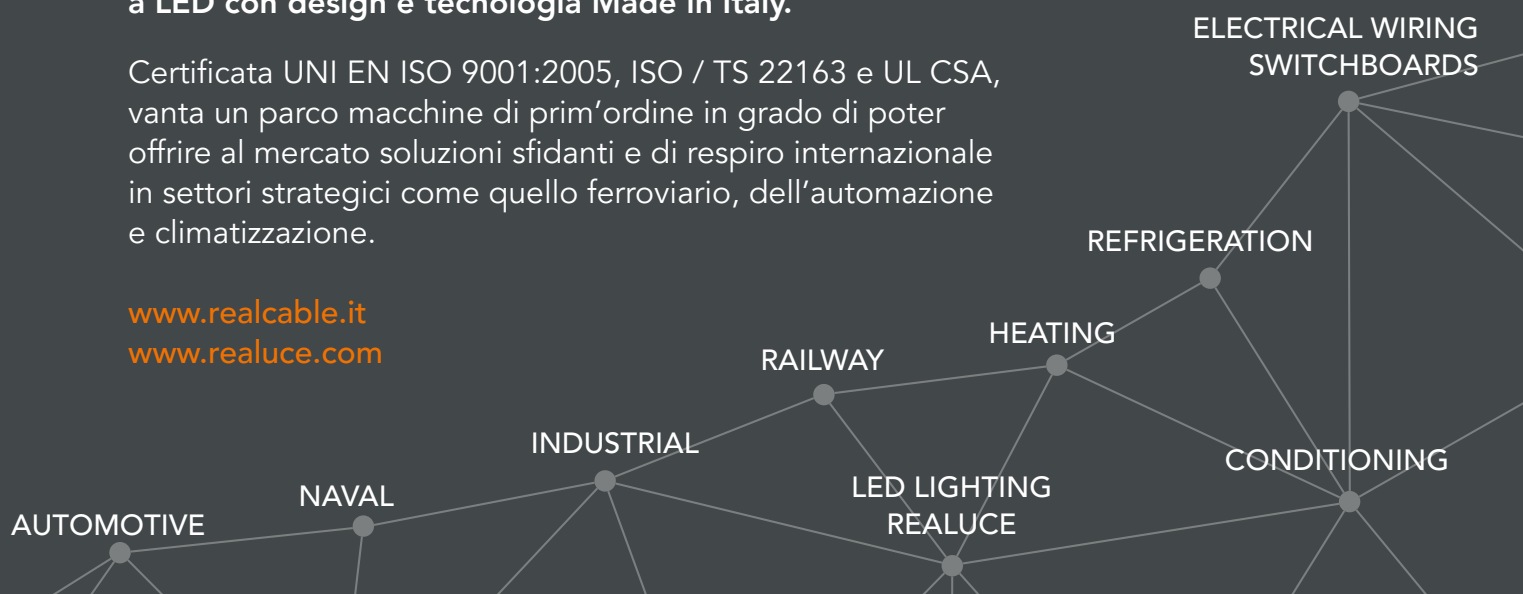 a LED con design e tecnologia Made in Italy.
Certificata UNI EN ISO 9001:2005, ISO / TS 22163 e UL CSA,
vanta un parco macchine di prim’ordine in grado di poter
offrire al mercato soluzioni sfidanti e di respiro internazionale
in settori strategici come quello ferroviario, dell’automazione
e climatizzazione.
www.realcable.it
www.realuce.com
ELECTRICAL WIRING
SWITCHBOARDS
REFRIGERATION
HEATING
RAILWAY
INDUSTRIAL
CONDITIONING
LED LIGHTING
REALUCE
NAVAL
AUTOMOTIVE